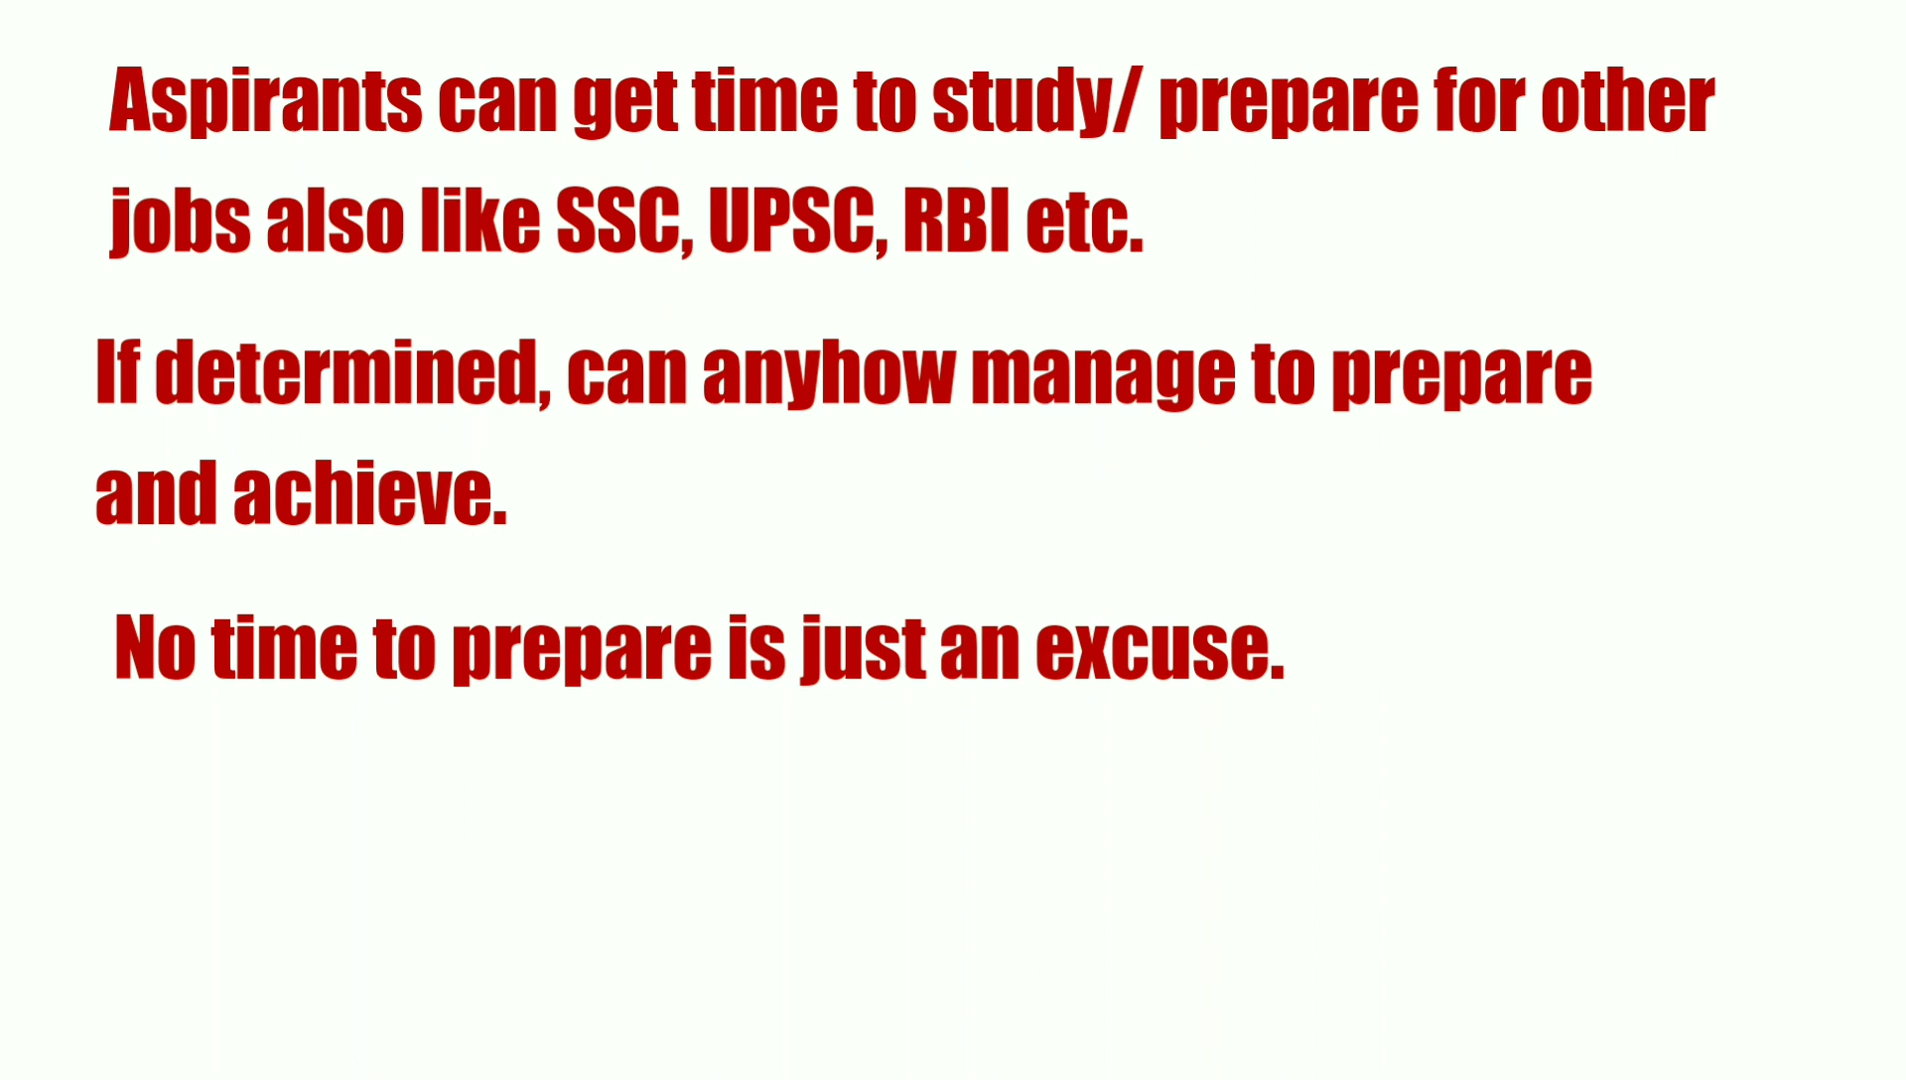 Aspirants can get time to study/ prepare for other
jobs also like SSC, UPSC, RBI etc.
If determined, can anyhow manage to prepare
and achieve.
No time to prepare is just an excuse.